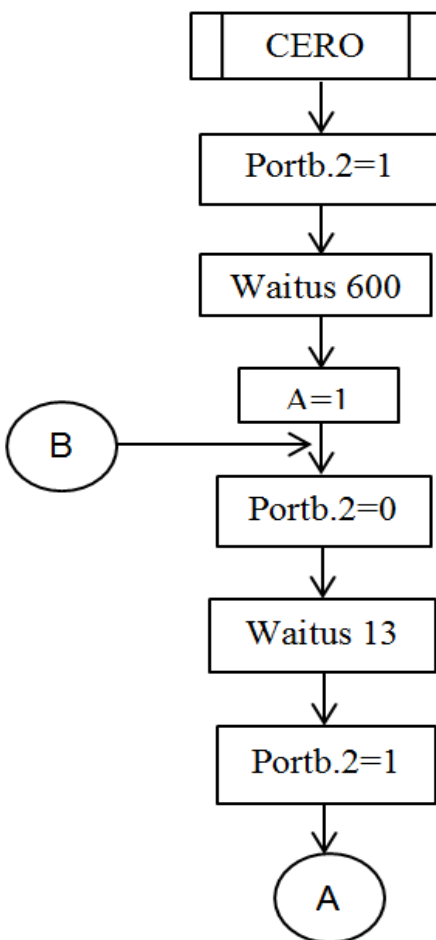 CERO
Portb.2=1
Waitus 600
A=1
B
Portb.2=0
Waitus 13
Portb.2=1
A